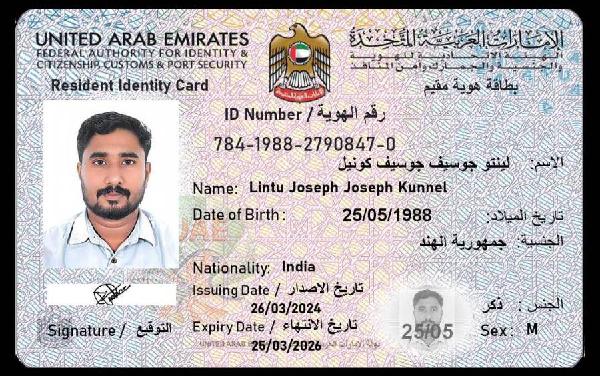 UNITED ARAB EMIRATES
FEDERAL AUTHORITY FOR IDENTITY &
CITIZENSHIP, CUSTOMS & PORT SECURITY
الإمارات العربية المتحدة
الهيئة الاتحادية للهوية
والجنسية والجمارك وأمن المنافذ
Resident Identity Card
بطاقة هوية مقيم
ID Number / رقم الهوية
784-1988-2790847-0
الاسم: لينتو جوسيف جوسيف كونيل
Name: Lintu Joseph Joseph Kunnel
Date of Birth: 25/05/1988 تاريخ الميلاد:
الجنسية: جمهورية الهند
Nationality: India
Issuing Date / تاريخ الاصدار
26/03/2024
الجنس: ذكر
Expiry Date / تاريخ الانتهاء
25/03/2026
25/05
Sex: M
Signature / التوقيع